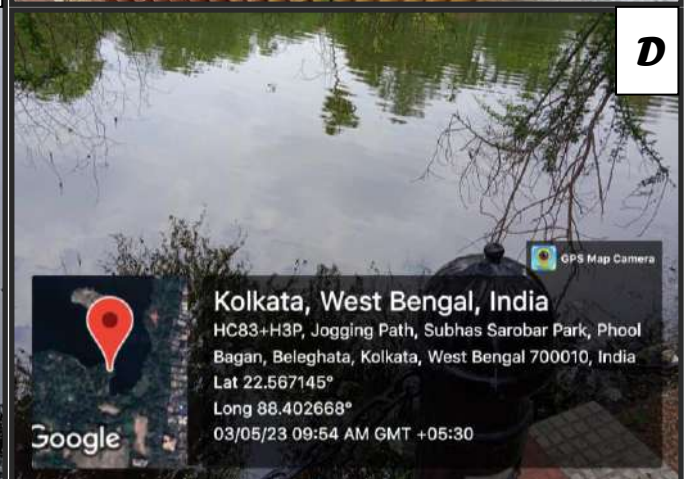 D
GPS Map Camera
Kolkata, West Bengal, India
HC83+H3P, Jogging Path, Subhas Sarobar Park, Phool
Bagan, Beleghata, Kolkata, West Bengal 700010, India
Lat 22.567145°
Long 88.402668°
03/05/23 09:54 AM GMT +05:30
Google